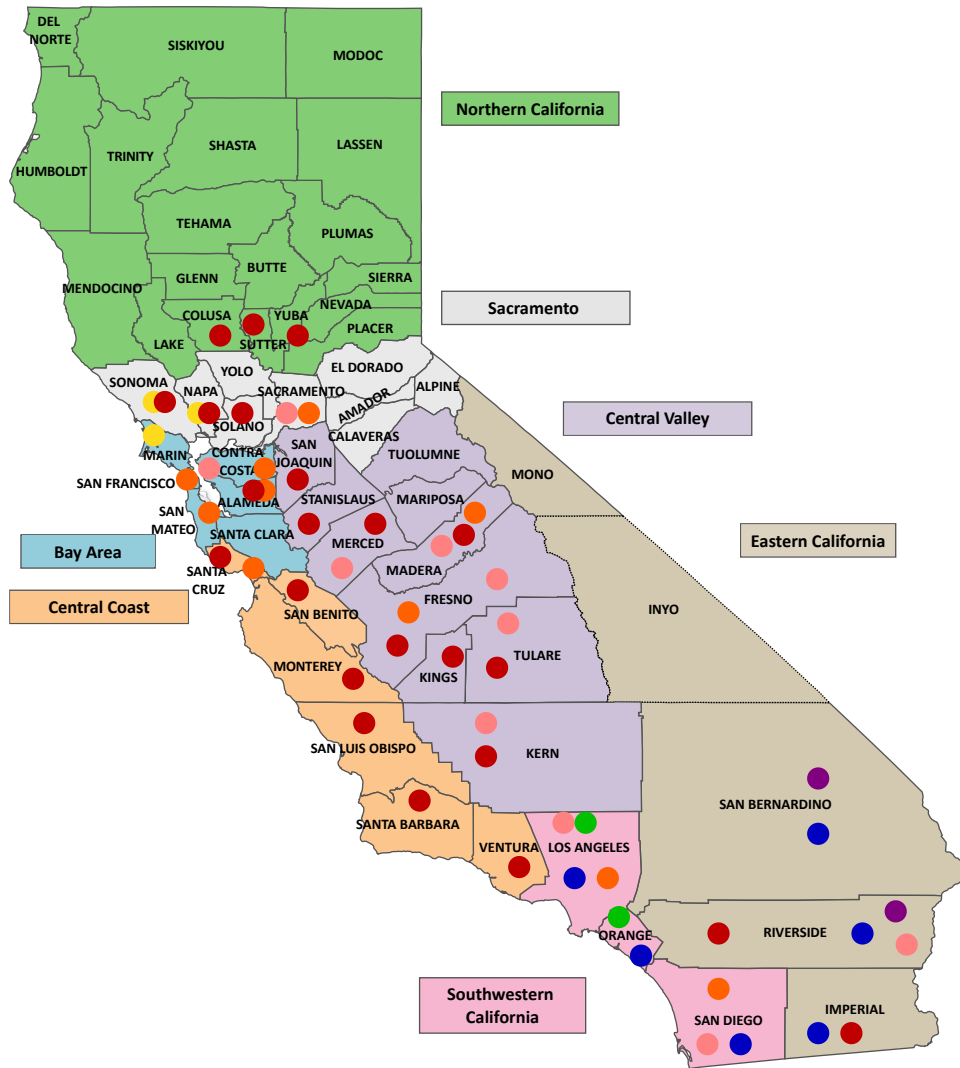 DEL
NORTE
SISKIYOU
MODOC
Northern California
HUMBOLDT
TRINITY
SHASTA
LASSEN
TEHAMA
PLUMAS
MENDOCINO
GLENN
BUTTE
SIERRA
COLUSA
YUBA
NEVADA
Sacramento
LAKE
SUTTER
PLACER
SONOMA
NAPA
YOLO
EL DORADO
SACRAMENTO
ALPINE
AMADOR
SOLANO
CALAVERAS
Central Valley
MARIN
CONTRA
COSTA
SAN
JOAQUIN
TUOLUMNE
MONO
SAN FRANCISCO
ALAMEDA
STANISLAUS
MARIPOSA
SAN
MATEO
SANTA CLARA
MERCED
Bay Area
Eastern California
SANTA
CRUZ
MADERA
Central Coast
SAN BENITO
FRESNO
INYO
MONTEREY
KINGS
TULARE
SAN LUIS OBISPO
KERN
SAN BERNARDINO
SANTA BARBARA
VENTURA
LOS ANGELES
ORANGE
RIVERSIDE
Southwestern
California
SAN DIEGO
IMPERIAL